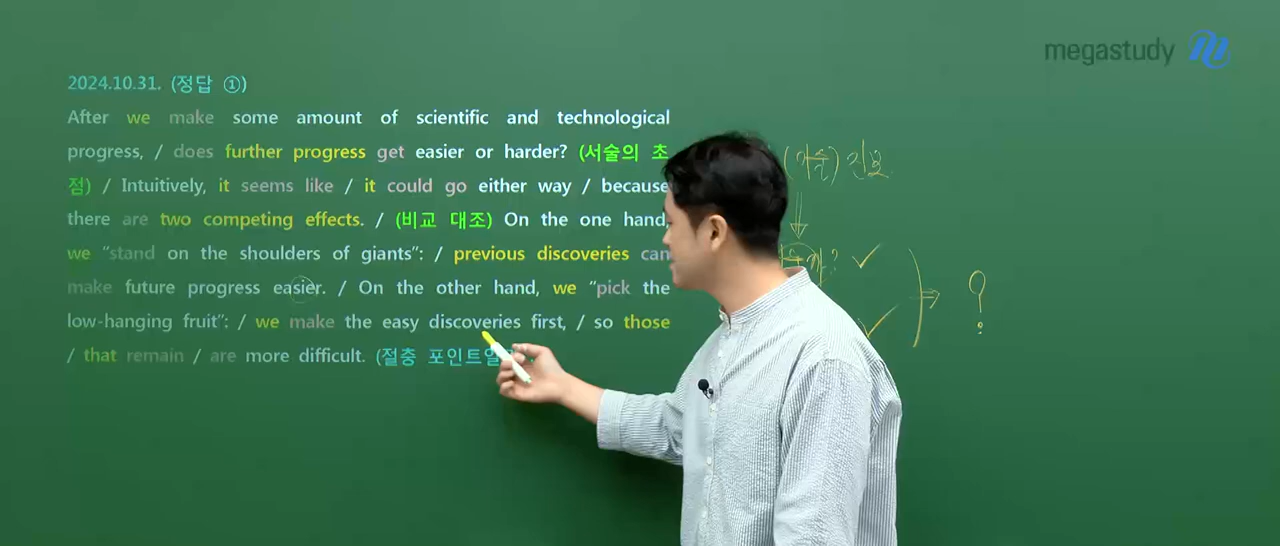 megastudy
2024.10.31. (정답 ①)
After we make some amount of scientific and technological
progress, / does further progress get easier or harder? (서술의 초
점) / Intuitively, it seems like / it could go either way / because
there are two competing effects. / (비교 대조) On the one hand,
we “stand on the shoulders of giants”: / previous discoveries can
make future progress easier. / On the other hand, we “pick the
low-hanging fruit”: / we make the easy discoveries first, / so those
/ that remain / are more difficult. (절충 포인트일
?